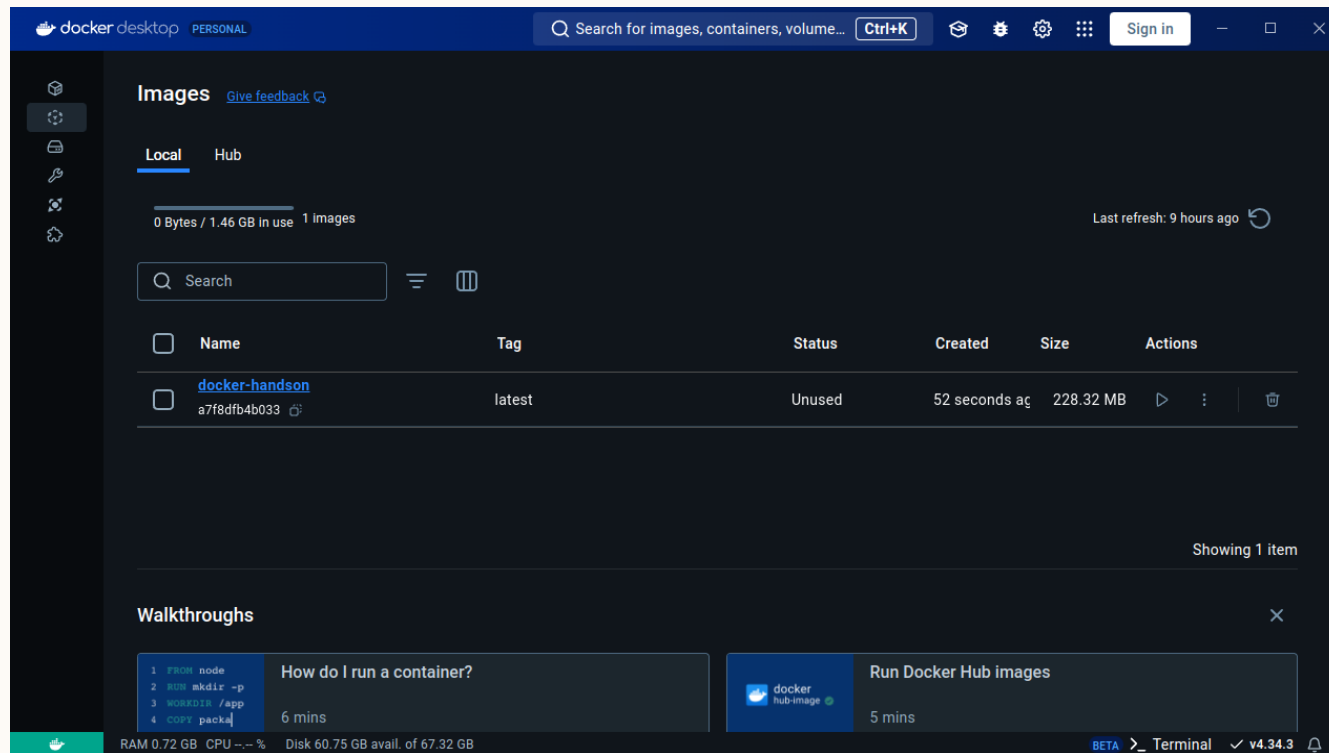 docker desktop PERSONAL
Search for images, containers, volume... Ctrl+K
Sign in
Images Give feedback
Local Hub
0 Bytes / 1.46 GB in use 1 images
Last refresh: 9 hours ago
Search
Name Tag Status Created Size Actions
docker-handson
a7f8dfb4b033
latest Unused 52 seconds ag 228.32 MB
Showing 1 item
Walkthroughs
1 FROM node
2 RUN mkdir -p
3 WORKDIR /app
4 COPY packa
How do I run a container?
6 mins
docker
hub-image
Run Docker Hub images
5 mins
RAM 0.72 GB CPU --.-- % Disk 60.75 GB avail. of 67.32 GB
BETA >_ Terminal v4.34.3